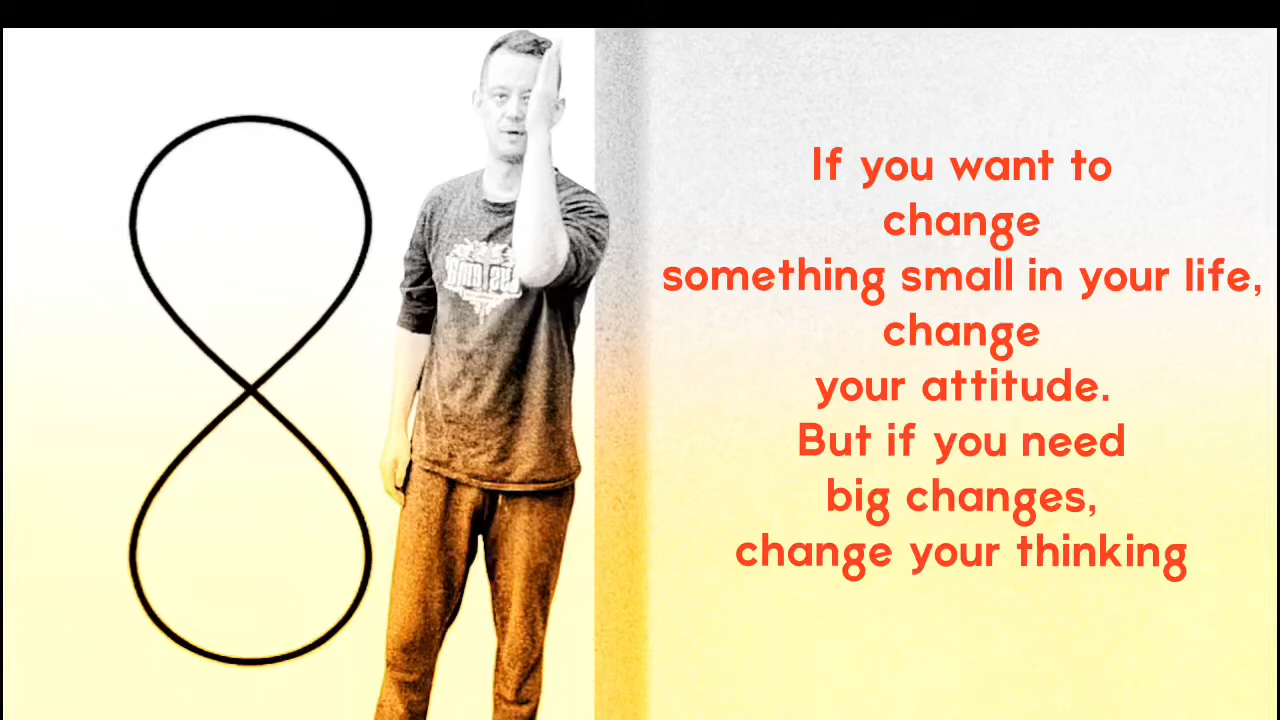 If you want to
change
something small in your life,
change
your attitude.
But if you need
big changes,
change your thinking